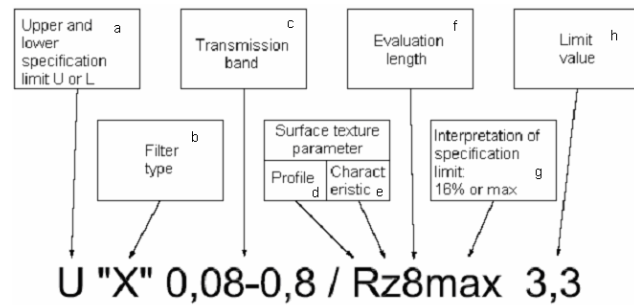 Upper and a
lower
specification
limit U or L
Filter b
type
c
Transmission
band
Surface texture
parameter
Profile d
Charact
eristic e
Evaluation f
length
Interpretation of
specification
limit: g
16% or max
Limit h
value
U "X" 0,08-0,8 / Rz8max 3,3